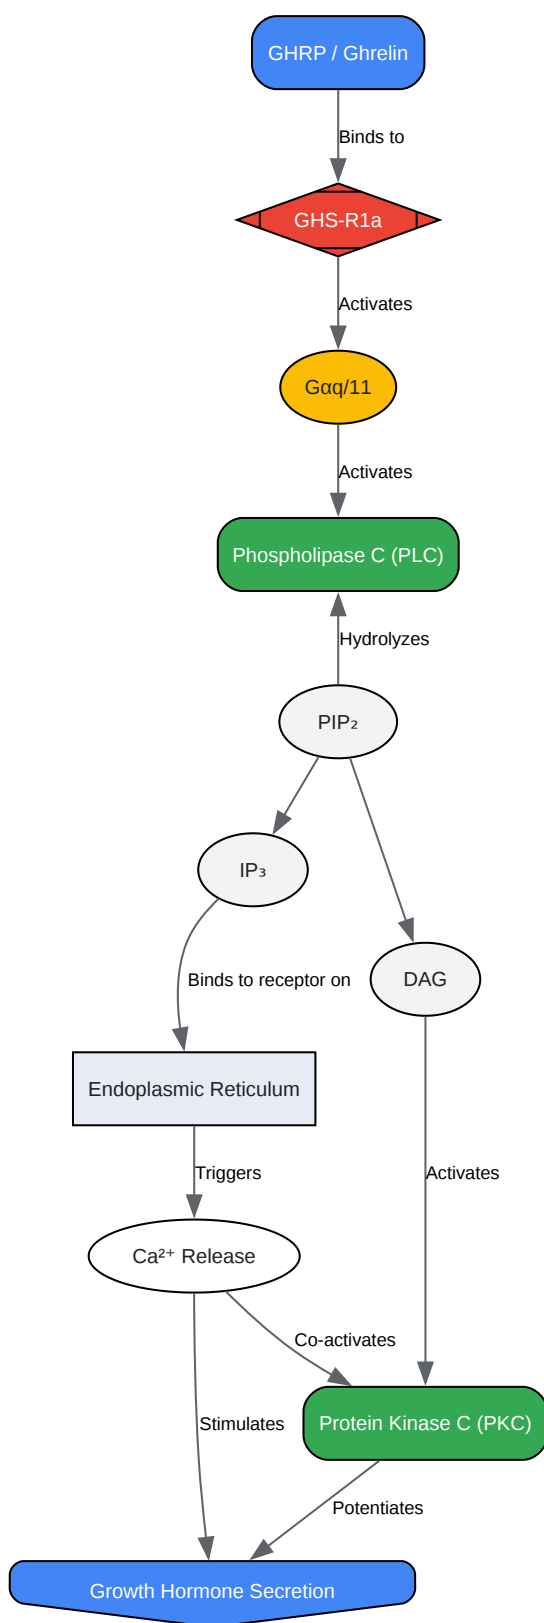 GHRP / Ghrelin
Binds to
GHS-R1a
Activates
Gαq/11
Activates
Phospholipase C (PLC)
Hydrolyzes
PIP₂
IP₃
DAG
Binds to receptor on
Endoplasmic Reticulum
Triggers
Activates
Ca²⁺ Release
Co-activates
Stimulates
Protein Kinase C (PKC)
Potentiates
Growth Hormone Secretion